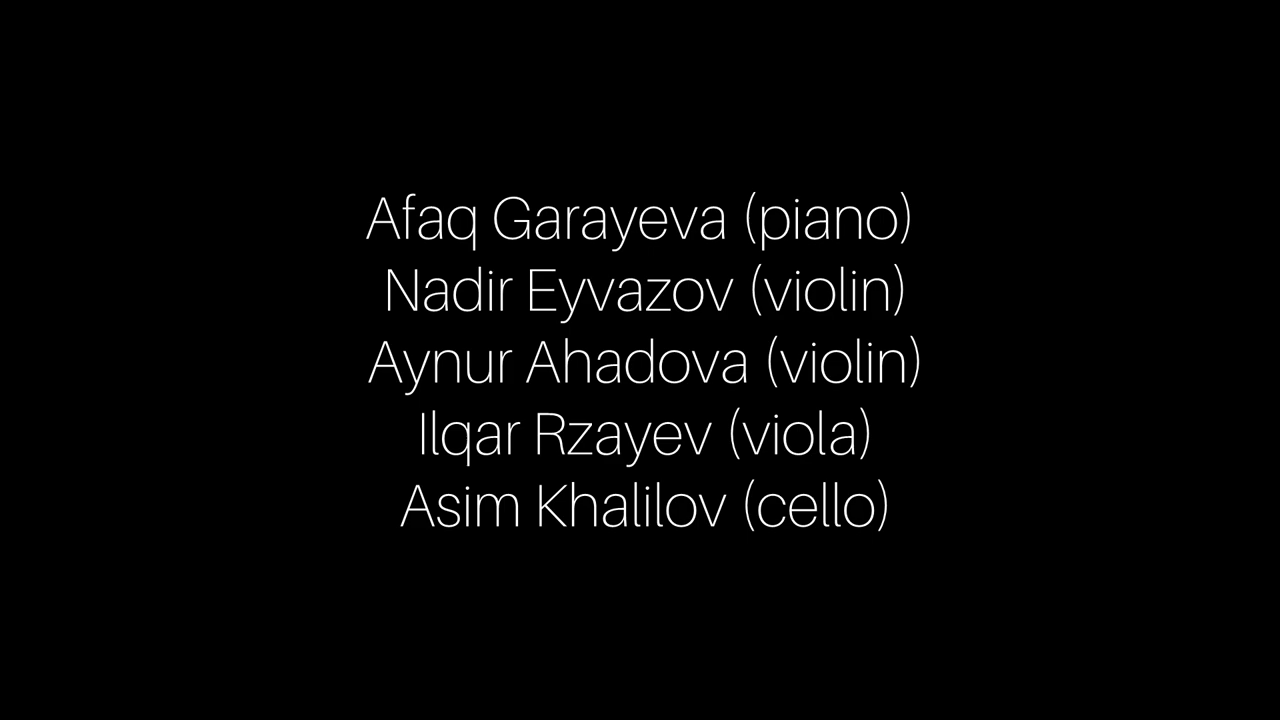 Afaq Garayeva (piano)
Nadir Eyvazov (violin)
Aynur Ahadova (violin)
Ilqar Rzayev (viola)
Asim Khalilov (cello)